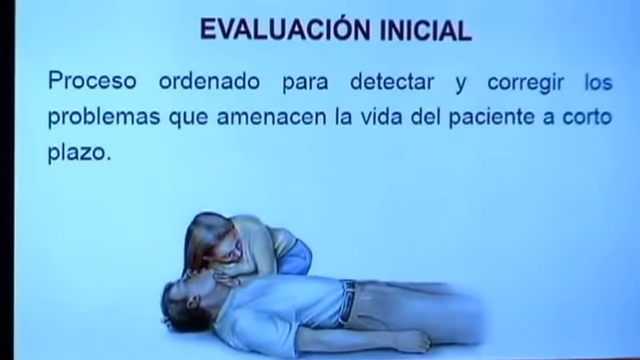 EVALUACIÓN INICIAL
Proceso ordenado para detectar y corregir los
problemas que amenacen la vida del paciente a corto
plazo.